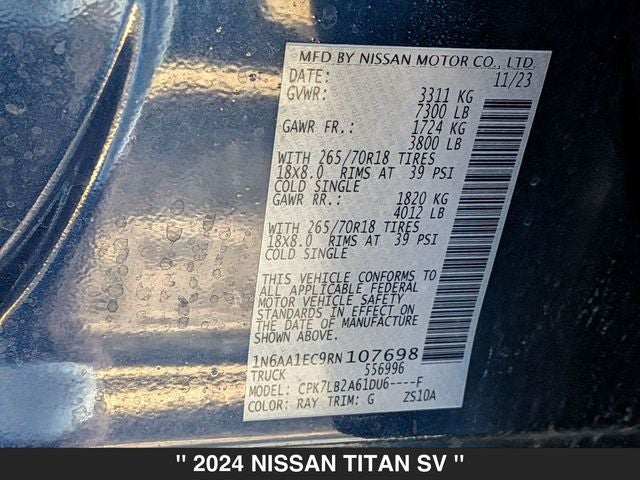 MFD BY NISSAN MOTOR CO., LTD.
DATE: 11/23
GVWR: 3311 KG
7300 LB
GAWR FR.: 1724 KG
3800 LB
WITH 265/70R18 TIRES
18X8.0 RIMS AT 39 PSI
COLD SINGLE
GAWR RR.: 1820 KG
4012 LB
WITH 265/70R18 TIRES
18X8.0 RIMS AT 39 PSI
COLD SINGLE
THIS VEHICLE CONFORMS TO
ALL APPLICABLE FEDERAL
MOTOR VEHICLE SAFETY
STANDARDS IN EFFECT ON
THE DATE OF MANUFACTURE
SHOWN ABOVE.
1N6AA1EC9RN107698
TRUCK 556996
MODEL: CPK7LB2A61DU6----F
COLOR: RAY TRIM: G ZS10A
" 2024 NISSAN TITAN SV "